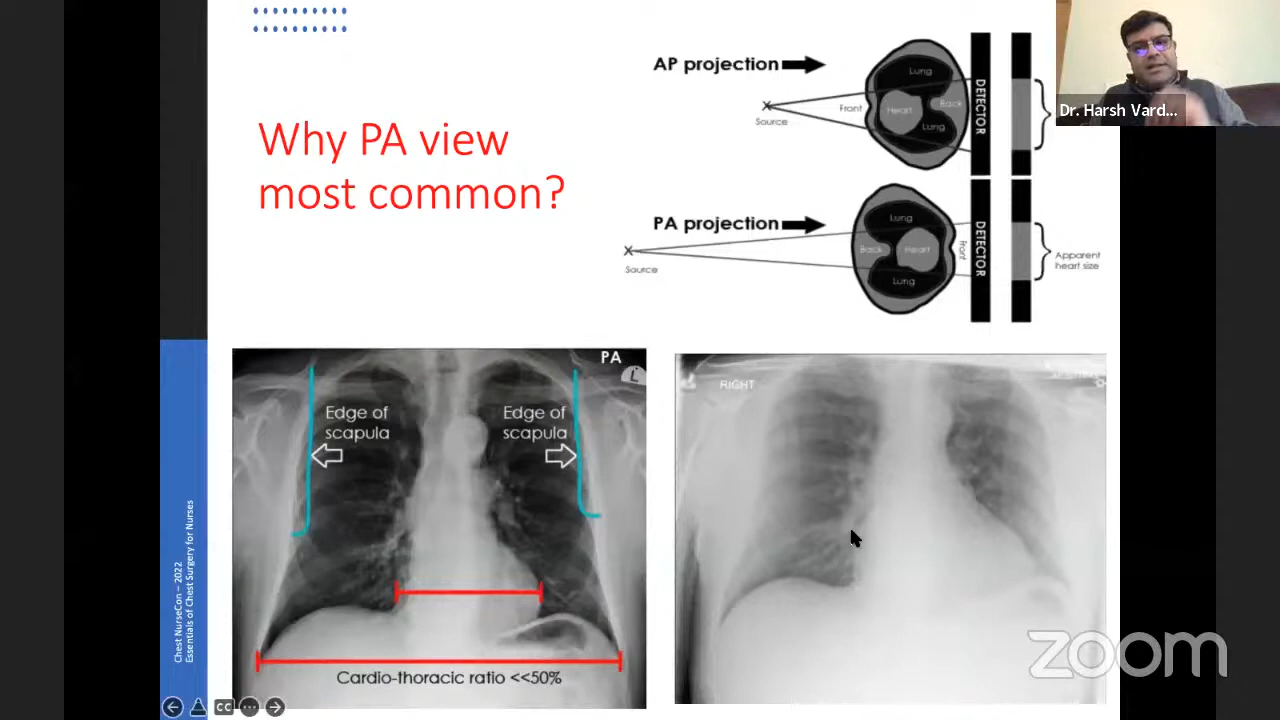 Why PA view
most common?
AP projection
Source
Front
Lung
Heart
Back
Lung
DETECTOR
PA projection
Source
Lung
Back
Heart
Front
Lung
DETECTOR
Apparent
heart size
Dr. Harsh Vard...
PA
L
Edge of
scapula
Edge of
scapula
Cardio-thoracic ratio <<50%
RIGHT
Chest NurseCon – 2022
Essentials of Chest Surgery for Nurses
CC
zoom